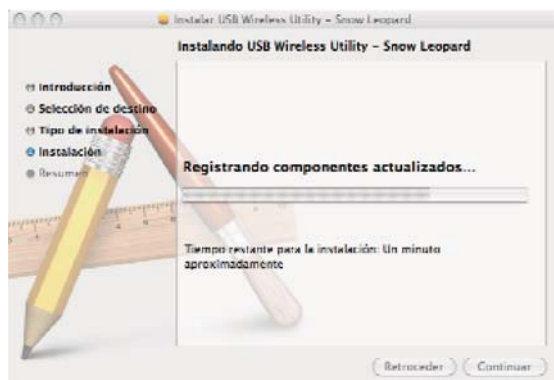 Instalar USB Wireless Utility – Snow Leopard
Instalando USB Wireless Utility – Snow Leopard
Introducción
Selección de destino
Tipo de instalación
Instalación
Resumen
Registrando componentes actualizados...
Tiempo restante para la instalación: Un minuto
aproximadamente
Retroceder
Continuar